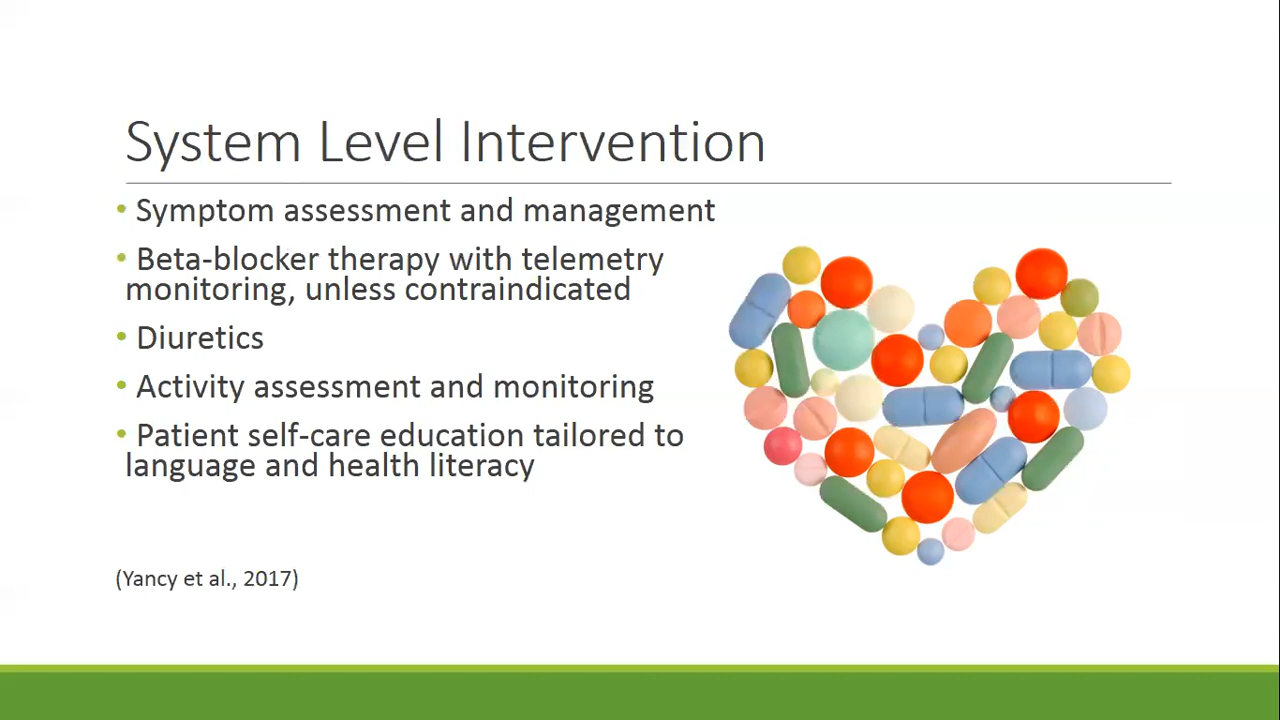 System Level Intervention
• Symptom assessment and management
• Beta-blocker therapy with telemetry
monitoring, unless contraindicated
• Diuretics
• Activity assessment and monitoring
• Patient self-care education tailored to
language and health literacy
(Yancy et al., 2017)